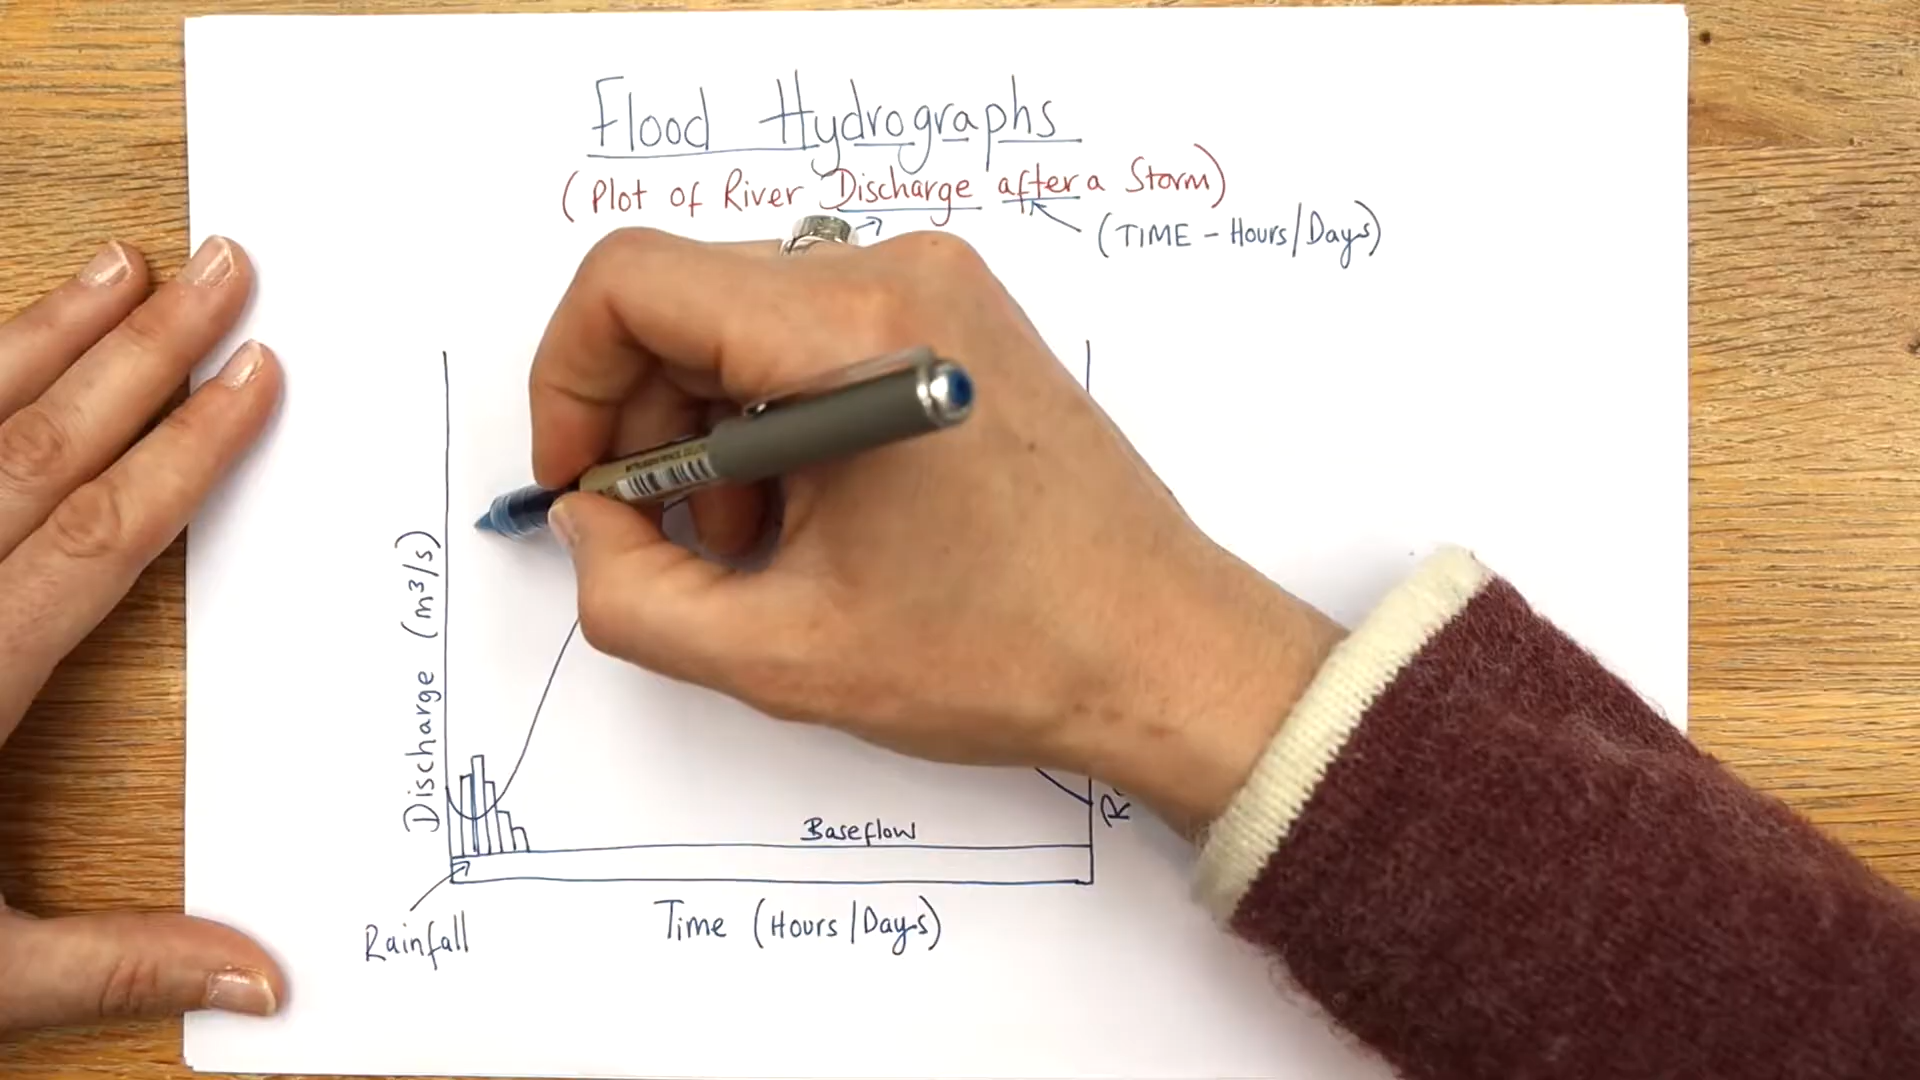 Flood Hydrographs
(Plot of River Discharge after a Storm)
(TIME - Hours/Days)
Discharge (m³/s)
Baseflow
Time (Hours/Days)
Rainfall